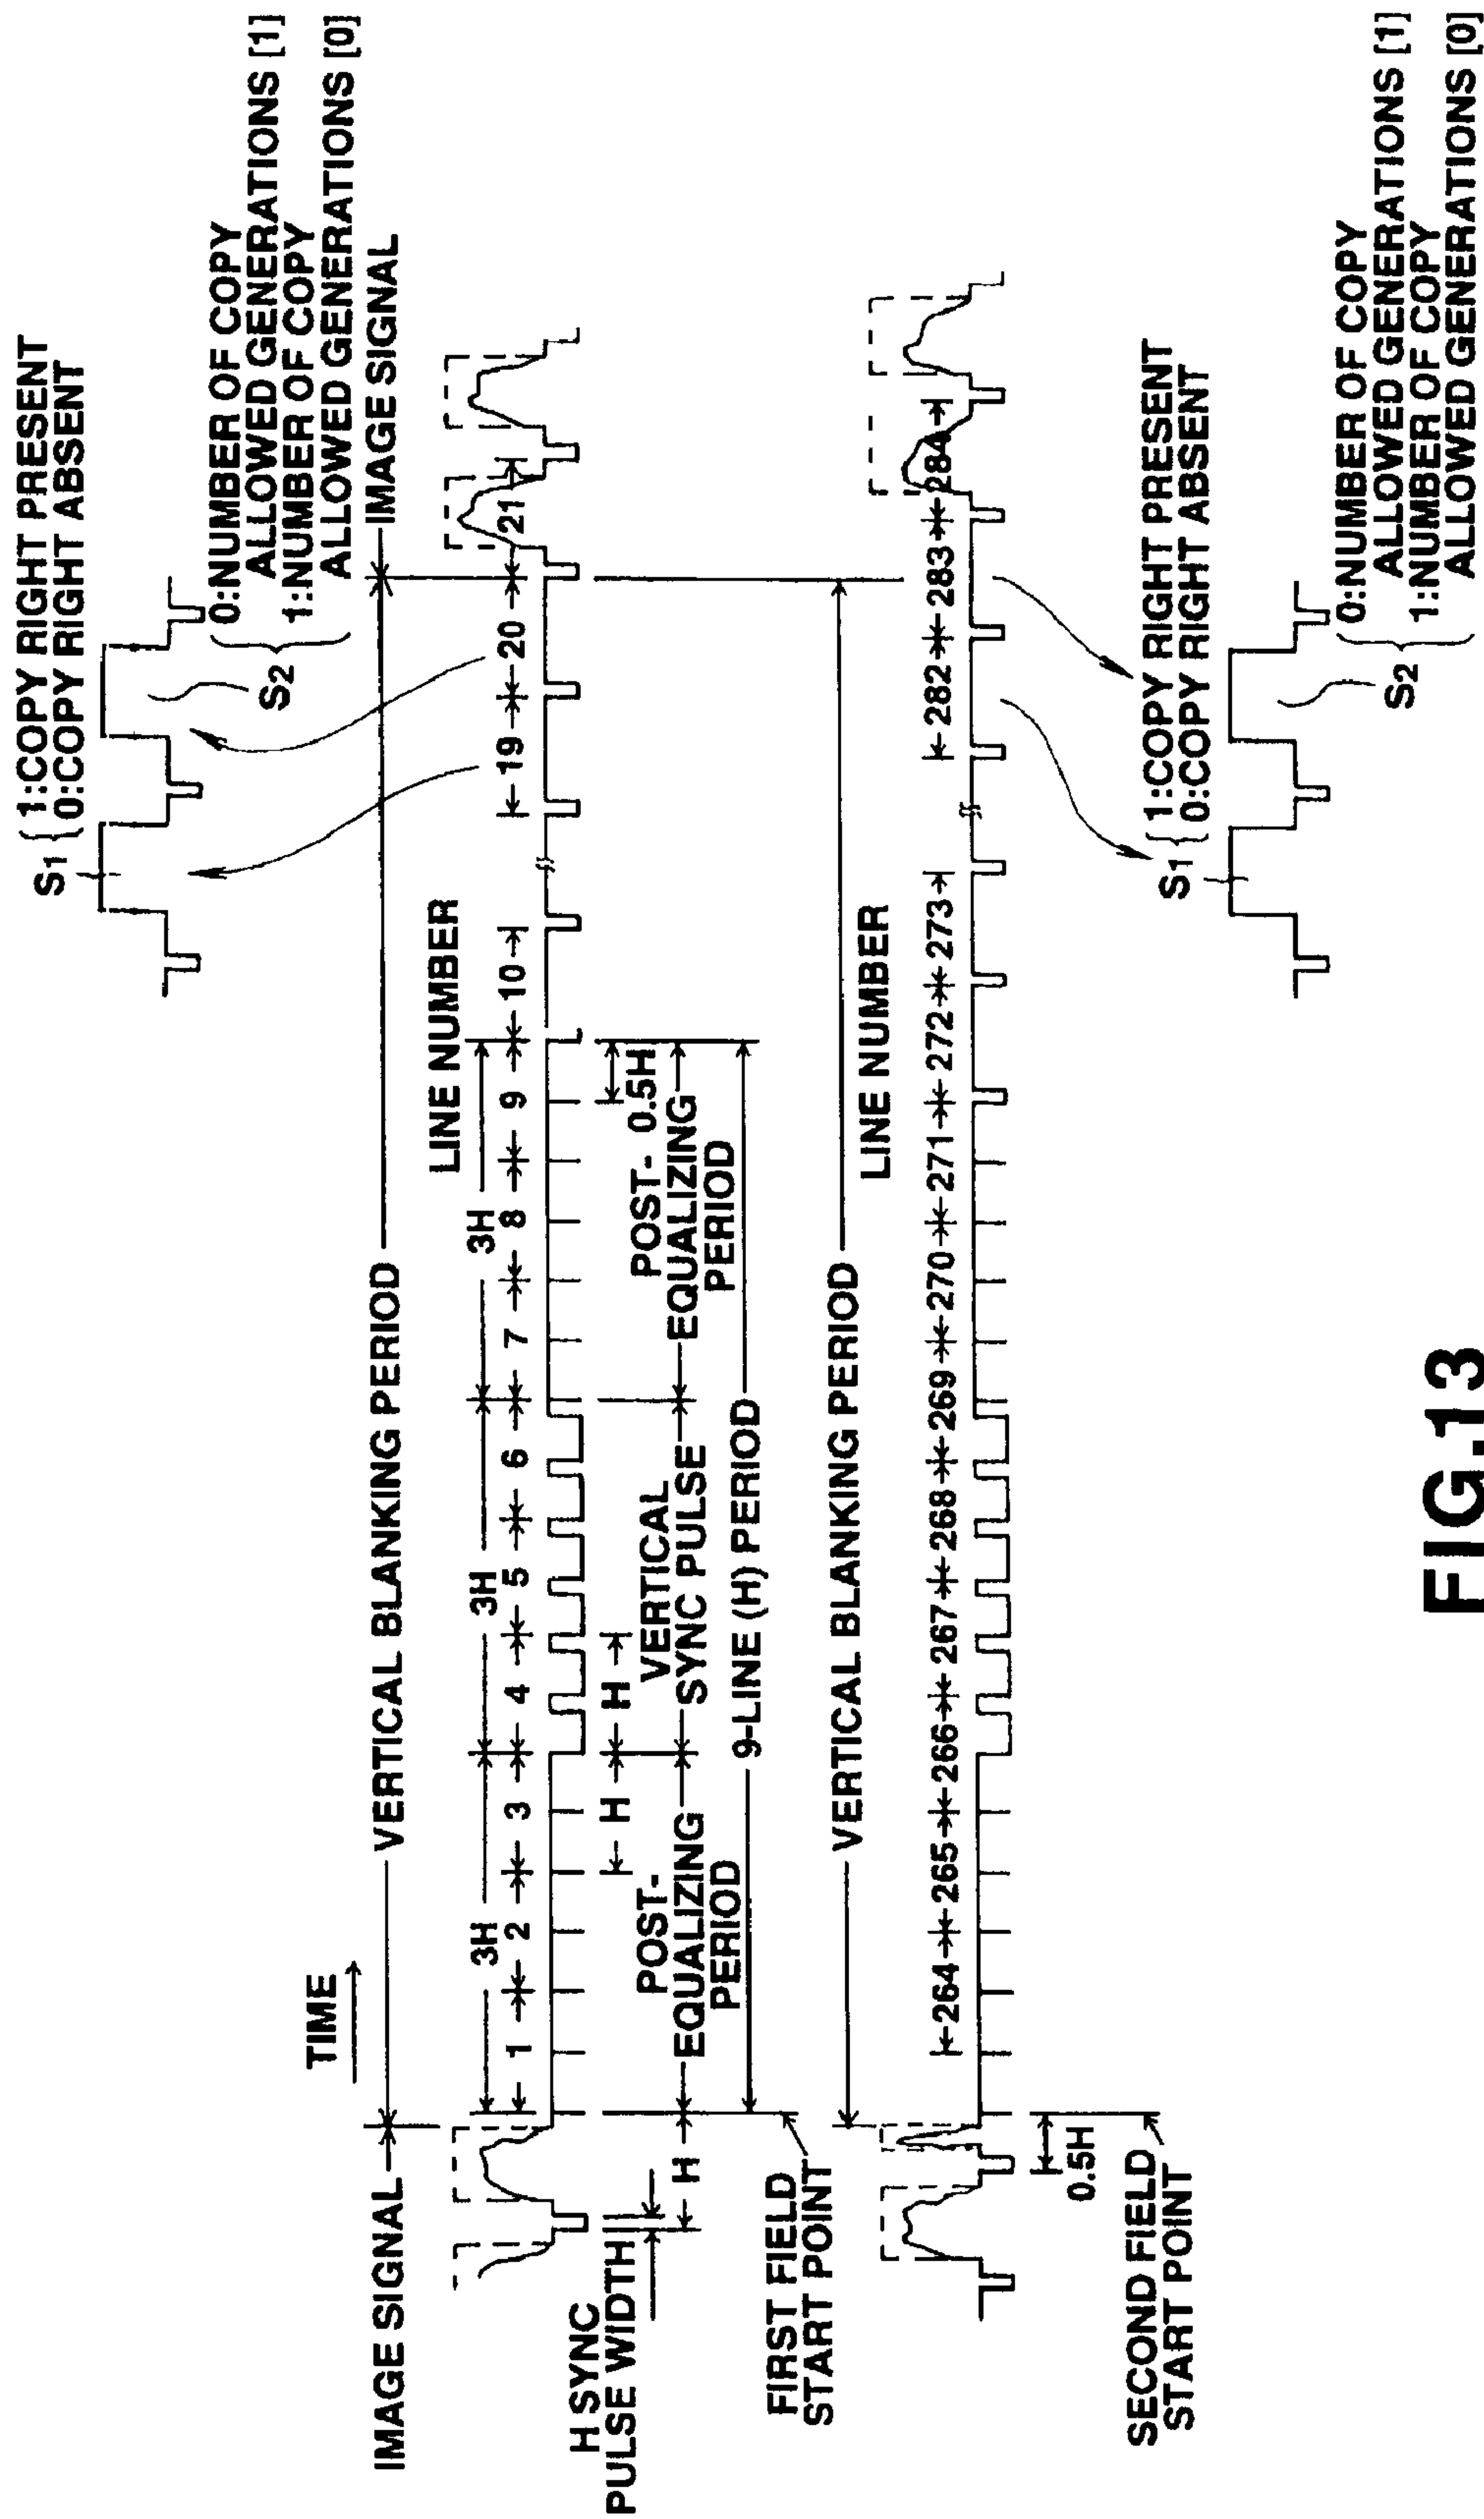 S1
1:COPY RIGHT PRESENT
0:COPY RIGHT ABSENT
S2
0:NUMBER OF COPY
ALLOWED GENERATIONS [1]
1:NUMBER OF COPY
ALLOWED GENERATIONS [0]
TIME
IMAGE SIGNAL
VERTICAL BLANKING PERIOD
IMAGE SIGNAL
LINE NUMBER
3H
3H
3H
1 2 3 4 5 6 7 8 9 10 19 20 21
H SYNC
PULSE WIDTH
H
H
H
0.5H
POST-
EQUALIZING
PERIOD
VERTICAL
SYNC PULSE
POST-
EQUALIZING
PERIOD
9-LINE (H) PERIOD
FIRST FIELD
START POINT
VERTICAL BLANKING PERIOD
LINE NUMBER
264 265 266 267 268 269 270 271 272 273 282 283 284
0.5H
SECOND FIELD
START POINT
S1
1:COPY RIGHT PRESENT
0:COPY RIGHT ABSENT
S2
0:NUMBER OF COPY
ALLOWED GENERATIONS [1]
1:NUMBER OF COPY
ALLOWED GENERATIONS [0]
FIG.13